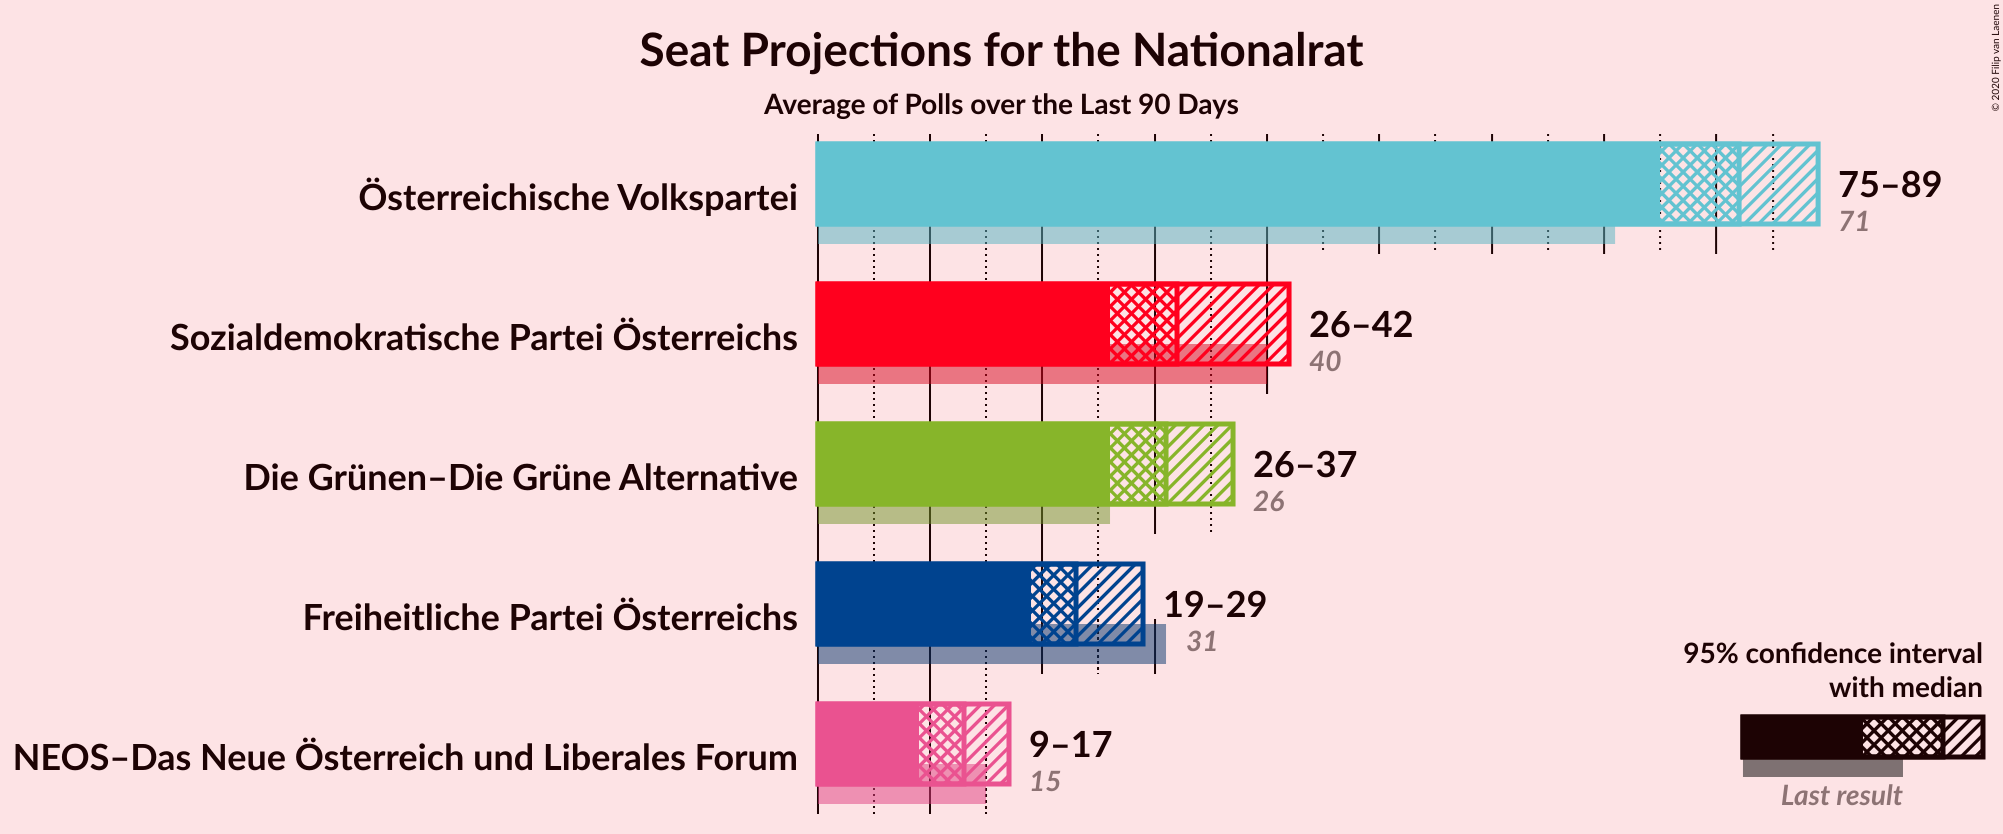 Seat Projections for the Nationalrat
Average of Polls over the Last 90 Days
© 2020 Filip van Laenen
Österreichische Volkspartei
75–89
71
Sozialdemokratische Partei Österreichs
26–42
40
Die Grünen–Die Grüne Alternative
26–37
26
Freiheitliche Partei Österreichs
19–29
31
NEOS–Das Neue Österreich und Liberales Forum
9–17
15
95% confidence interval
with median
Last result